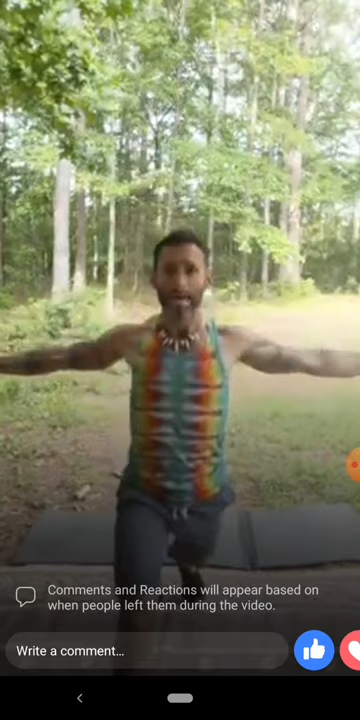 Comments and Reactions will appear based on
when people left them during the video.
Write a comment...